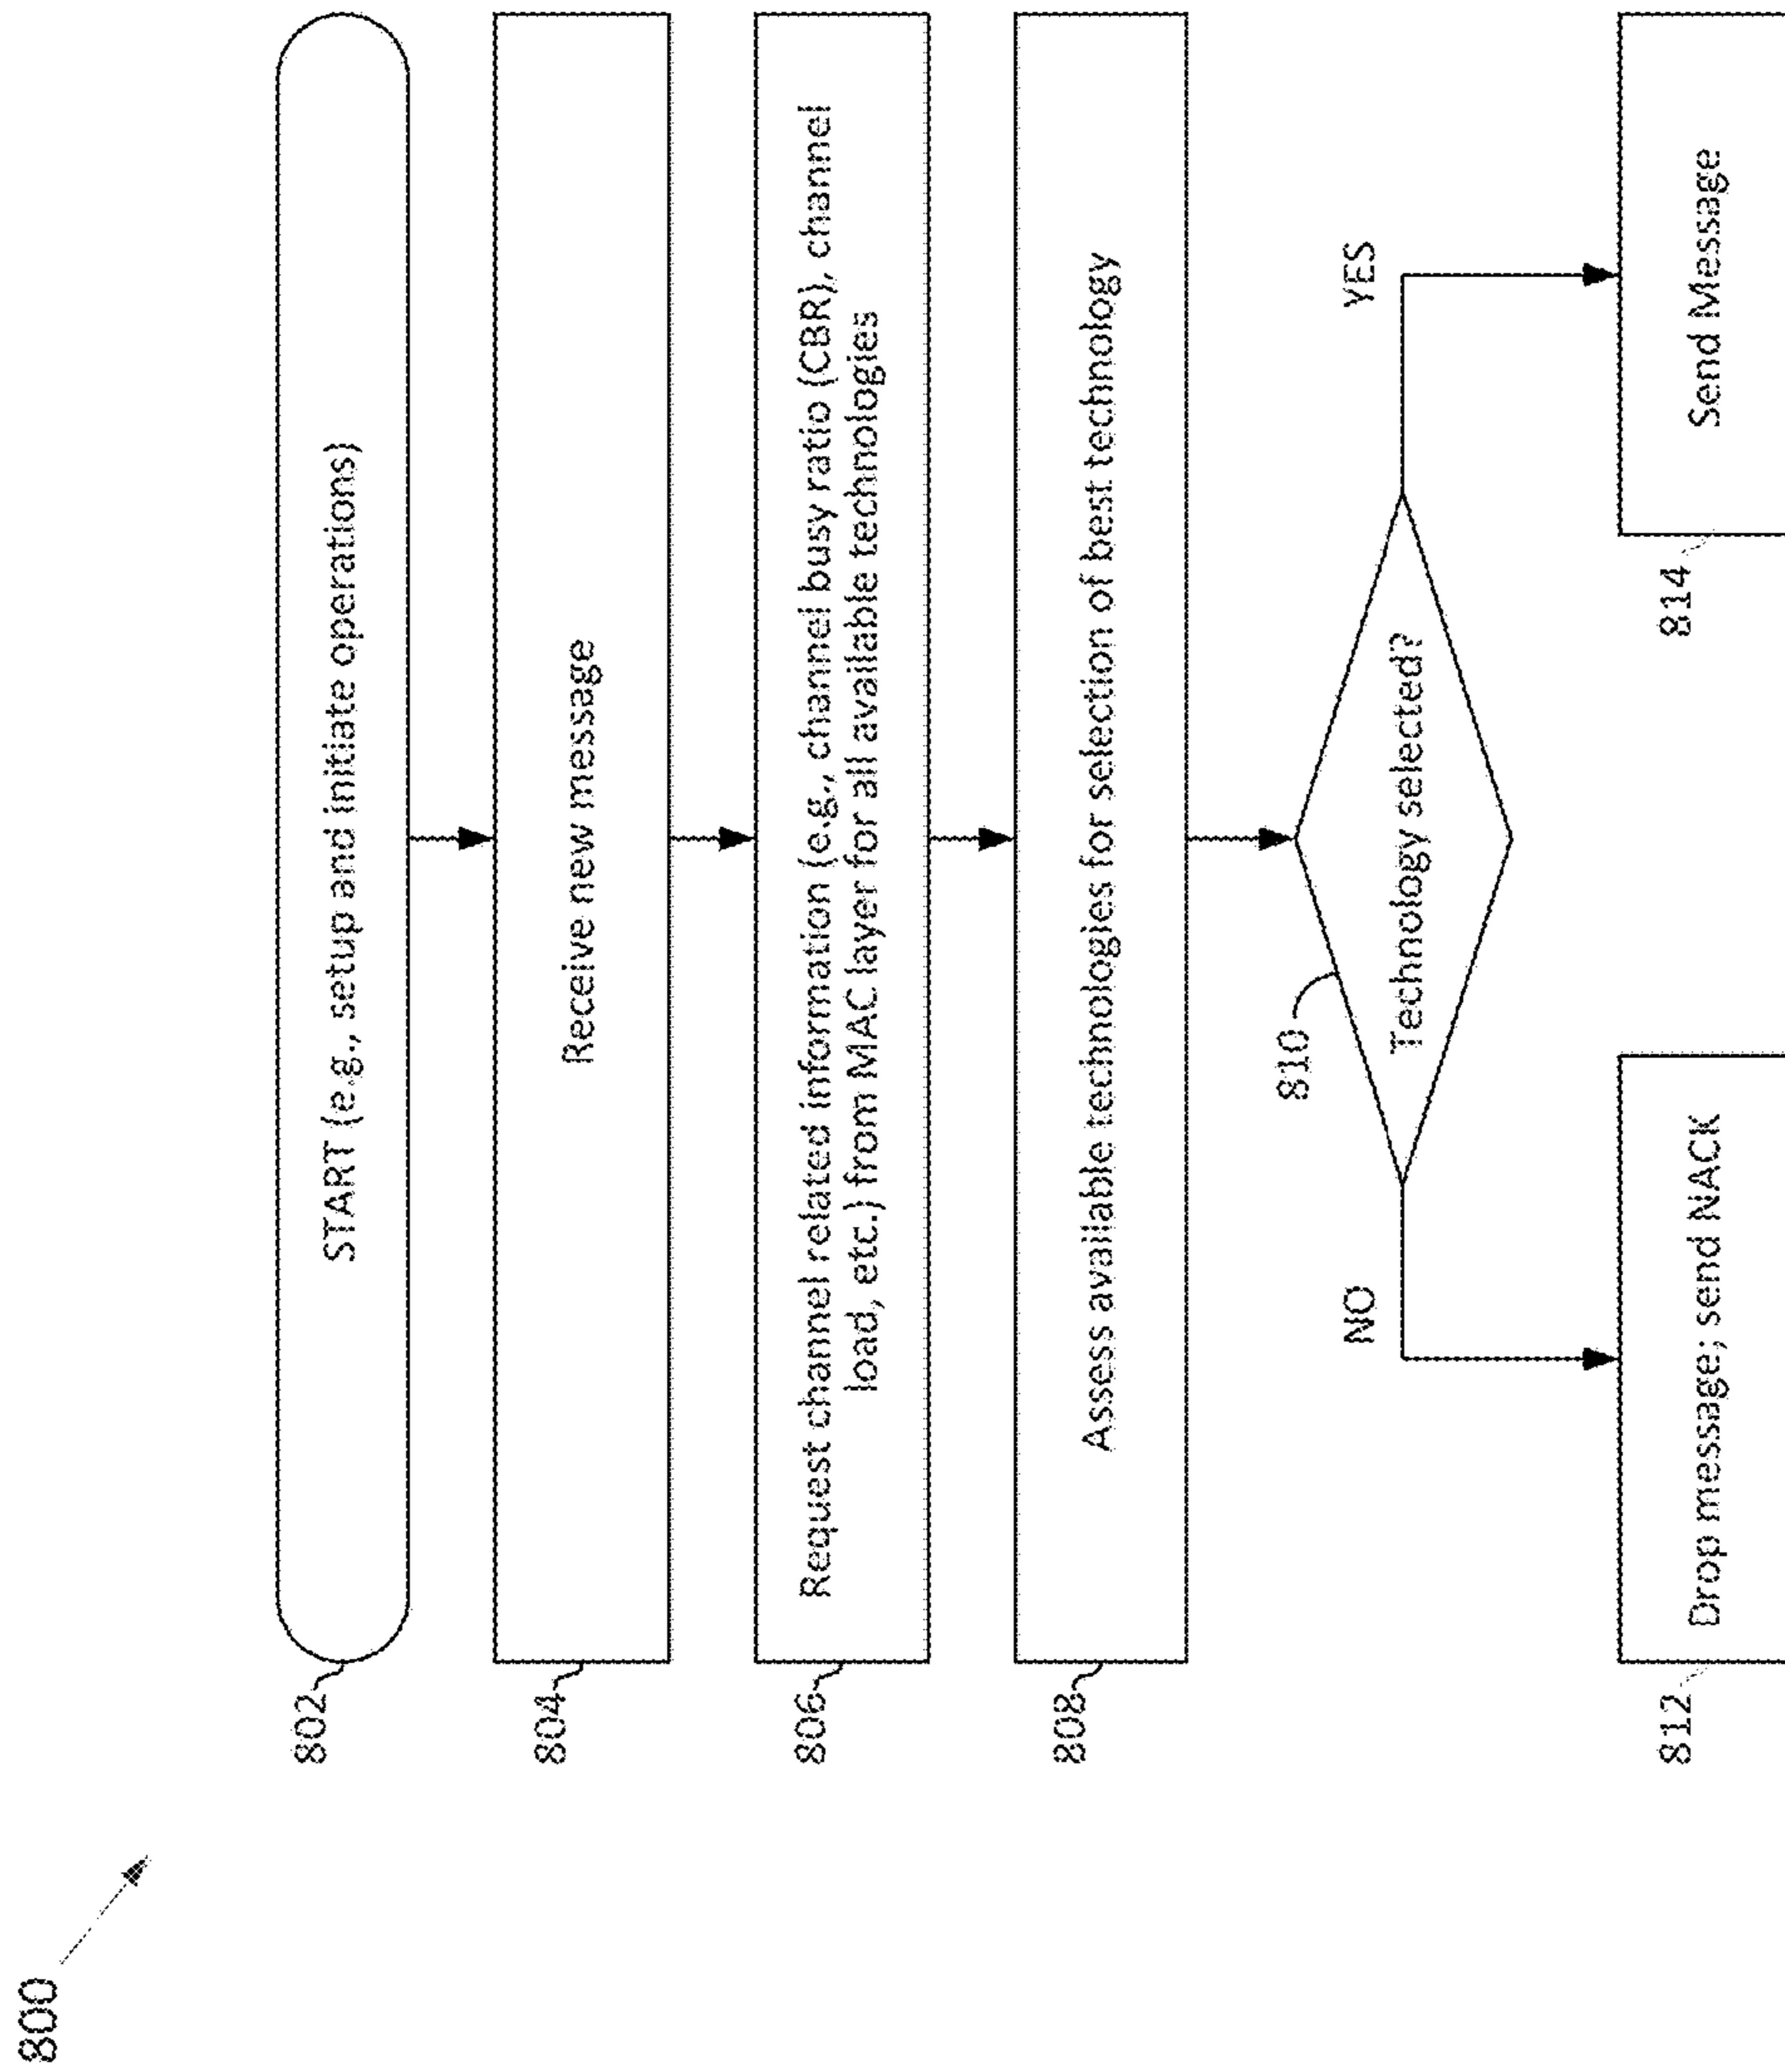 800
802
START (e.g., setup and initiate operations)
804
Receive new message
806
Request channel related information (e.g., channel busy ratio (CBR), channel
load, etc.) from MAC layer for all available technologies
808
Assess available technologies for selection of best technology
810
Technology selected?
NO
YES
812
Drop message; send NACK
814
Send Message